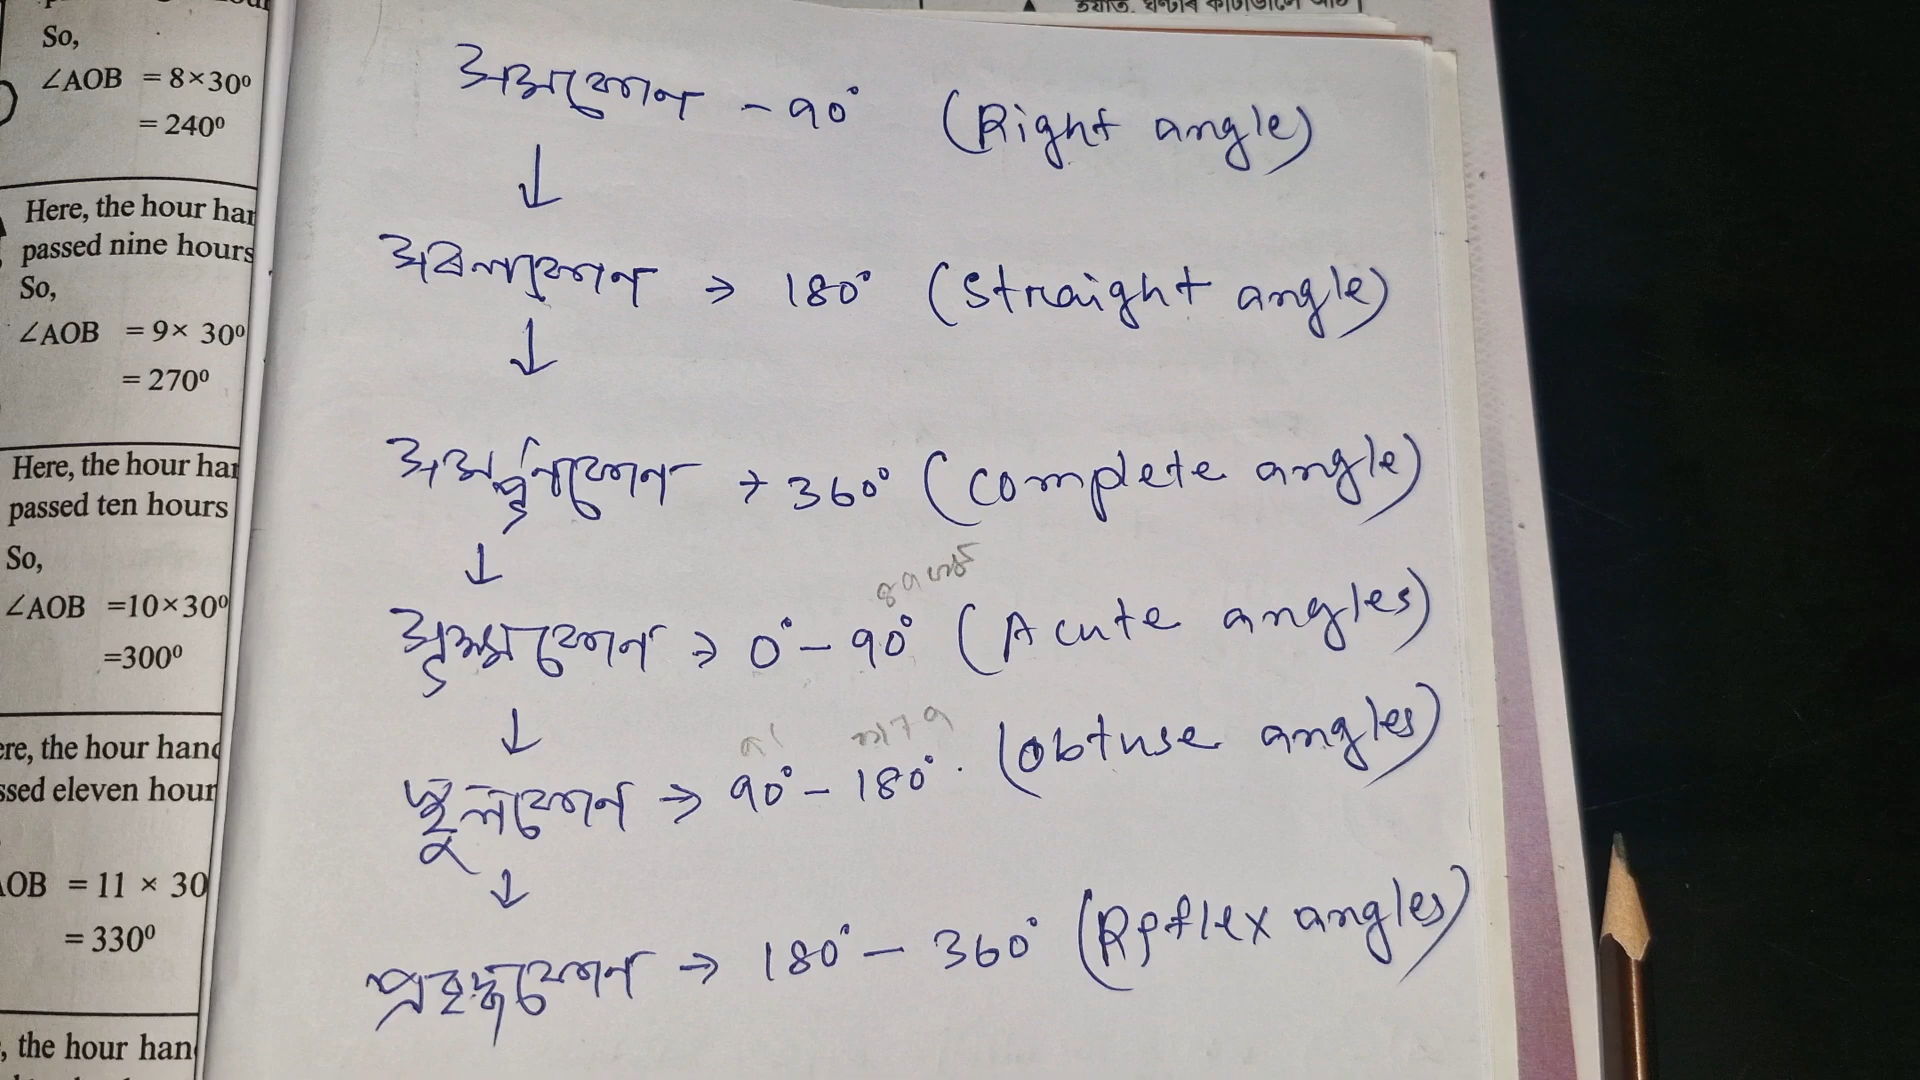 So,
∠AOB = 8×30⁰
= 240⁰
Here, the hour har
passed nine hours
So,
∠AOB = 9× 30⁰
= 270⁰
Here, the hour har
passed ten hours
So,
∠AOB =10×30⁰
=300⁰
ere, the hour hand
ssed eleven hour
AOB = 11 × 30
= 330⁰
, the hour han
সমকোণ - 90° (Right angle)
↓
সৰলকোণ → 180° (Straight angle)
↓
সম্পূৰ্ণকোণ → 360° (Complete angle)
↓
সূক্ষ্মকোণ → 0° - 90° (Acute angles)
↓
স্থূলকোণ → 90° - 180°. (Obtuse angles)
↓
প্ৰবৃদ্ধকোণ → 180° - 360° (Reflex angles)